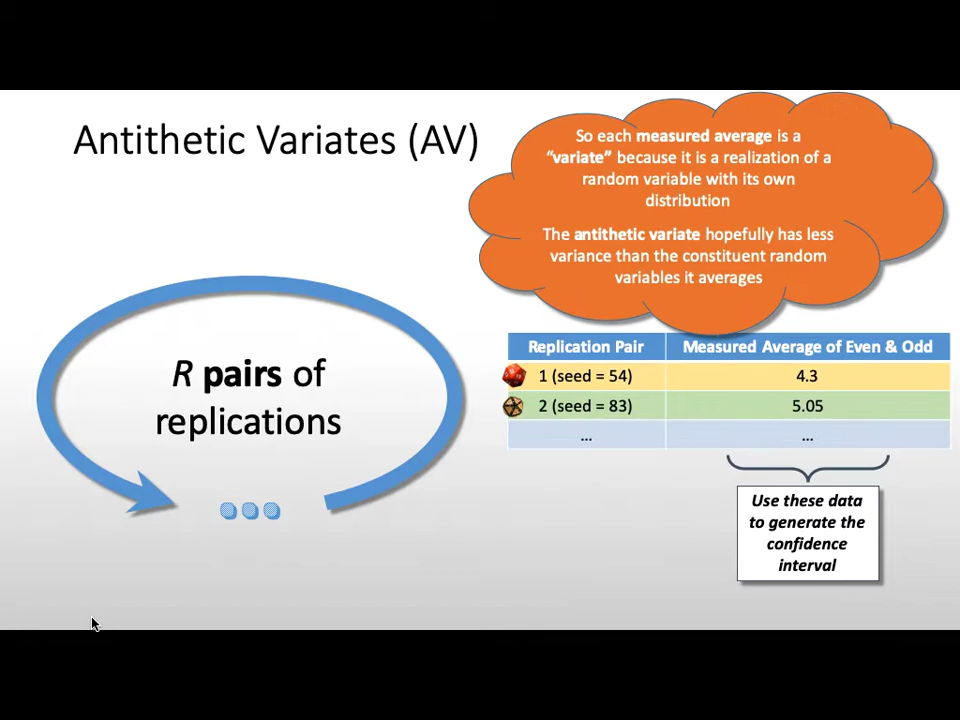 Antithetic Variates (AV)
So each measured average is a
“variate” because it is a realization of a
random variable with its own
distribution
The antithetic variate hopefully has less
variance than the constituent random
variables it averages
R pairs of
replications
Replication Pair Measured Average of Even & Odd
1 (seed = 54) 4.3
2 (seed = 83) 5.05
... ...
Use these data
to generate the
confidence
interval